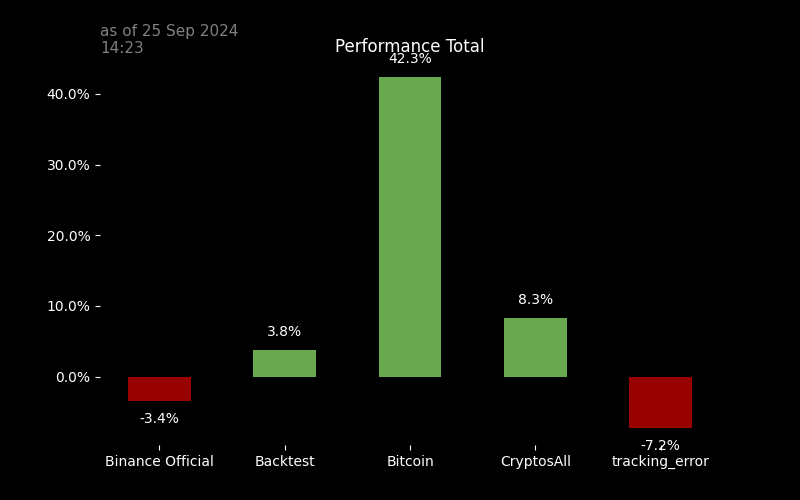 as of 25 Sep 2024
14:23
Performance Total
42.3%
40.0%
30.0%
20.0%
10.0%
0.0%
8.3%
3.8%
-3.4%
-7.2%
Binance Official
Backtest
Bitcoin
CryptosAll
tracking_error